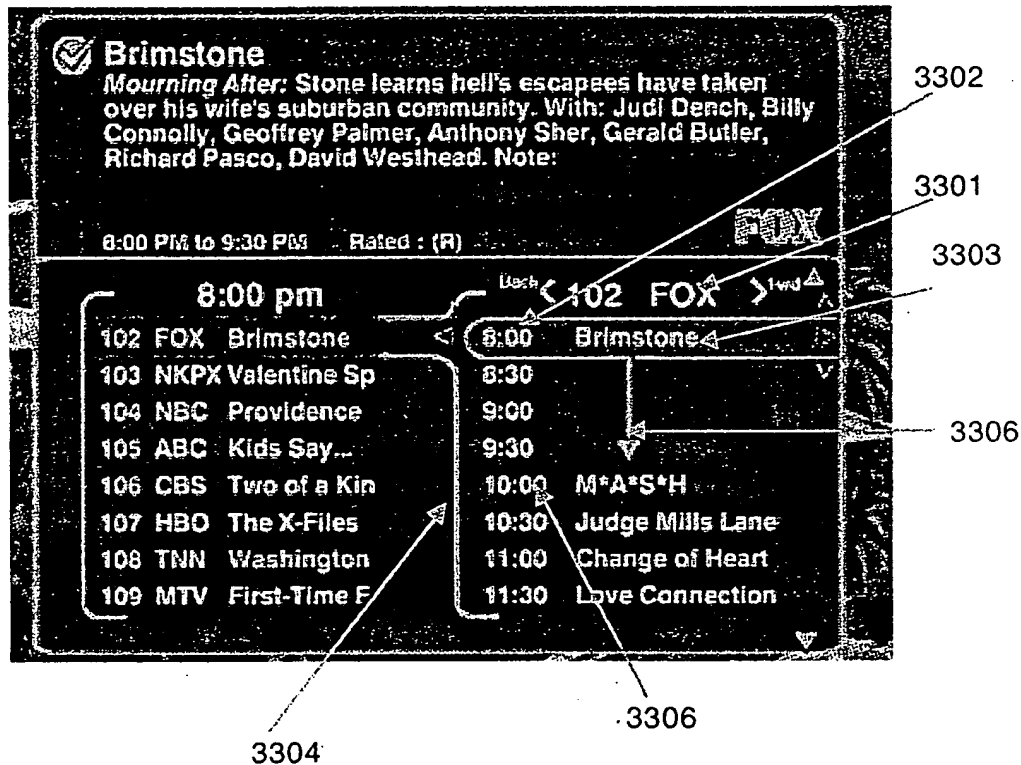 Brimstone
Mourning After: Stone learns hell's escapees have taken
over his wife's suburban community. With: Judi Dench, Billy
Connolly, Geoffrey Palmer, Anthony Sher, Gerald Butler,
Richard Pasco, David Westhead. Note:
FOX
8:00 PM to 9:30 PM Rated : (R)
8:00 pm
102 FOX Brimstone
103 NKPX Valentine Sp
104 NBC Providence
105 ABC Kids Say...
106 CBS Two of a Kin
107 HBO The X-Files
108 TNN Washington
109 MTV First-Time F
Back < 102 FOX > Fwd
8:00 Brimstone
8:30
9:00
9:30
10:00 M*A*S*H
10:30 Judge Mills Lane
11:00 Change of Heart
11:30 Love Connection
3302
3301
3303
3306
3306
3304